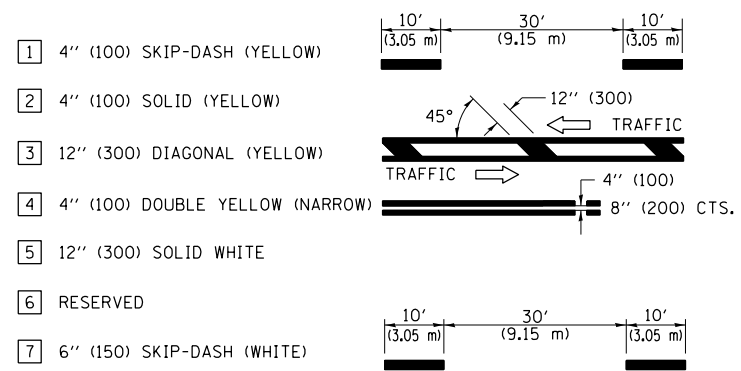 10' 30' 10'
(3.05 m) (9.15 m) (3.05 m)
1 4'' (100) SKIP-DASH (YELLOW)
2 4'' (100) SOLID (YELLOW)
45° 12'' (300)
TRAFFIC
3 12'' (300) DIAGONAL (YELLOW)
TRAFFIC
4'' (100)
4 4'' (100) DOUBLE YELLOW (NARROW)
8'' (200) CTS.
5 12'' (300) SOLID WHITE
6 RESERVED
10' 30' 10'
(3.05 m) (9.15 m) (3.05 m)
7 6'' (150) SKIP-DASH (WHITE)